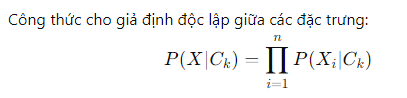 Công thức cho giả định độc lập giữa các đặc trưng:
P(X|C_k) = ∏_{i=1}^{n} P(X_i|C_k)